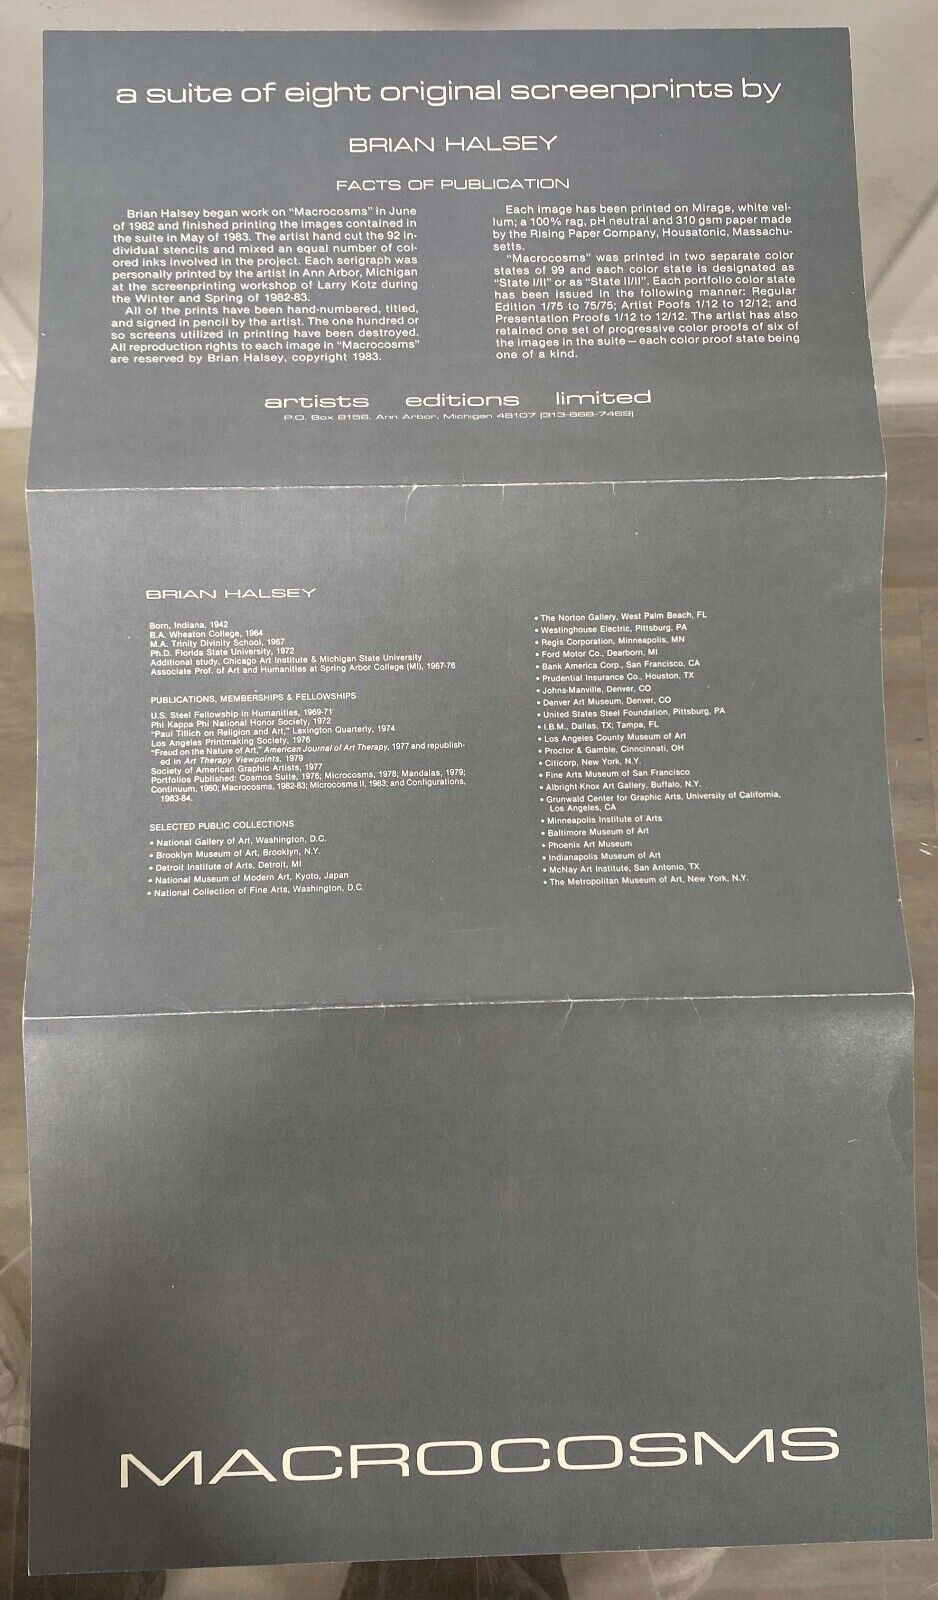 a suite of eight original screenprints by
BRIAN HALSEY
FACTS OF PUBLICATION
Brian Halsey began work on "Macrocosms" in June
of 1982 and finished printing the images contained in
the suite in May of 1983. The artist hand cut the 92 in-
dividual stencils and mixed an equal number of col-
ored inks involved in the project. Each serigraph was
personally printed by the artist in Ann Arbor, Michigan
at the screenprinting workshop of Larry Kotz during
the Winter and Spring of 1982-83.
All of the prints have been hand-numbered, titled,
and signed in pencil by the artist. The one hundred or
so screens utilized in printing have been destroyed.
All reproduction rights to each image in "Macrocosms"
are reserved by Brian Halsey, copyright 1983.
Each image has been printed on Mirage, white vel-
lum; a 100% rag, pH neutral and 310 gsm paper made
by the Rising Paper Company, Housatonic, Massachu-
setts.
"Macrocosms" was printed in two separate color
states of 99 and each color state is designated as
"State I/II" or as "State II/II". Each portfolio color state
has been issued in the following manner: Regular
Edition 1/75 to 75/75; Artist Poofs 1/12 to 12/12; and
Presentation Proofs 1/12 to 12/12. The artist has also
retained one set of progressive color proofs of six of
the images in the suite — each color proof state being
one of a kind.
artists editions limited
P.O. Box 8156, Ann Arbor, Michigan 48107 (313-668-7469)
BRIAN HALSEY
Born, Indiana, 1942
B.A. Wheaton College, 1964
M.A. Trinity Divinity School, 1967
Ph.D. Florida State University, 1972
Additional study, Chicago Art Institute & Michigan State University
Associate Prof. of Art and Humanities at Spring Arbor College (MI), 1967-76
PUBLICATIONS, MEMBERSHIPS & FELLOWSHIPS
U.S. Steel Fellowship in Humanities, 1969-71
Phi Kappa Phi National Honor Society, 1972
"Paul Tillich on Religion and Art," Lexington Quarterly, 1974
Los Angeles Printmaking Society, 1976
"Freud on the Nature of Art," American Journal of Art Therapy, 1977 and republish-
ed in Art Therapy Viewpoints, 1979
Society of American Graphic Artists, 1977
Portfolios Published: Cosmos Suite, 1976; Microcosms, 1978; Mandalas, 1979;
Continuum, 1980; Macrocosms, 1982-83; Microcosms II, 1983; and Configurations,
1983-84.
SELECTED PUBLIC COLLECTIONS
• National Gallery of Art, Washington, D.C.
• Brooklyn Museum of Art, Brooklyn, N.Y.
• Detroit Institute of Arts, Detroit, MI
• National Museum of Modern Art, Kyoto, Japan
• National Collection of Fine Arts, Washington, D.C.
• The Norton Gallery, West Palm Beach, FL
• Westinghouse Electric, Pittsburg, PA
• Regis Corporation, Minneapolis, MN
• Ford Motor Co., Dearborn, MI
• Bank America Corp., San Francisco, CA
• Prudential Insurance Co., Houston, TX
• Johns-Manville, Denver, CO
• Denver Art Museum, Denver, CO
• United States Steel Foundation, Pittsburg, PA
• I.B.M., Dallas, TX; Tampa, FL
• Los Angeles County Museum of Art
• Proctor & Gamble, Cinncinnati, OH
• Citicorp, New York, N.Y.
• Fine Arts Museum of San Francisco
• Albright-Knox Art Gallery, Buffalo, N.Y.
• Grunwald Center for Graphic Arts, University of California,
Los Angeles, CA
• Minneapolis Institute of Arts
• Baltimore Museum of Art
• Phoenix Art Museum
• Indianapolis Museum of Art
• McNay Art Institute, San Antonio, TX
• The Metropolitan Museum of Art, New York, N.Y.
MACROCOSMS